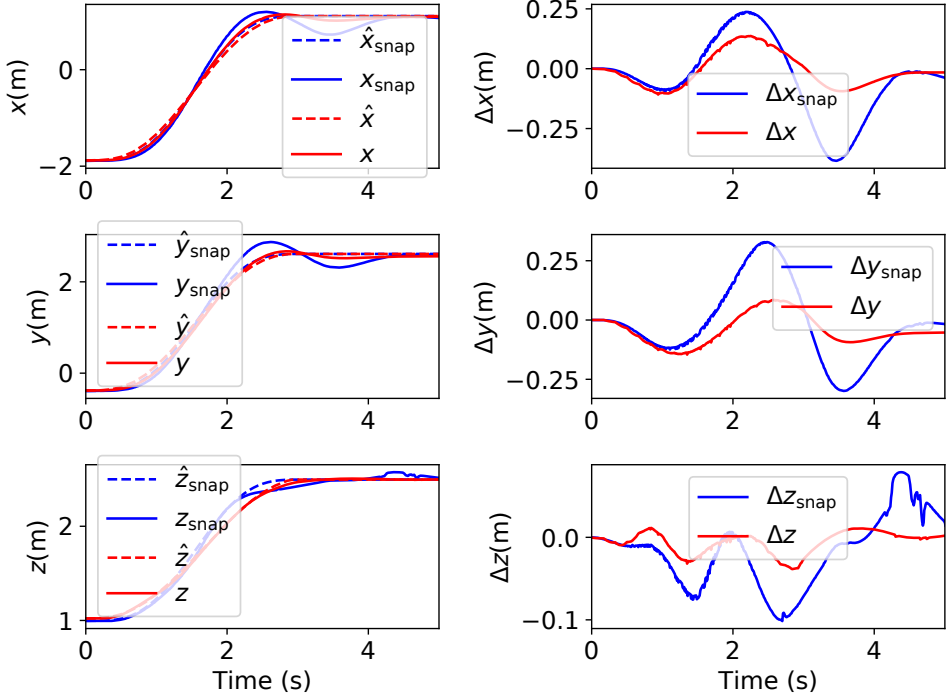 x(m)
0
−2
0
2
4
x̂snap
xsnap
x̂
x
Δx(m)
0.25
0.00
−0.25
0
2
4
Δxsnap
Δx
y(m)
2
0
0
2
4
ŷsnap
ysnap
ŷ
y
Δy(m)
0.25
0.00
−0.25
0
2
4
Δysnap
Δy
z(m)
2
1
0
2
4
Time (s)
ẑsnap
zsnap
ẑ
z
Δz(m)
0.0
−0.1
0
2
4
Time (s)
Δzsnap
Δz